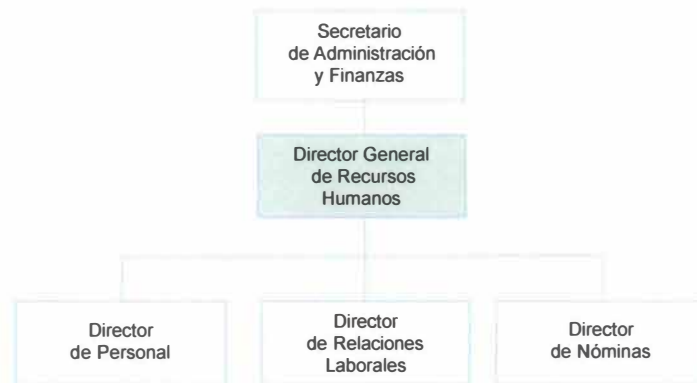 Secretario
de Administración
y Finanzas
Director General
de Recursos
Humanos
Director
de Personal
Director
de Relaciones
Laborales
Director
de Nóminas